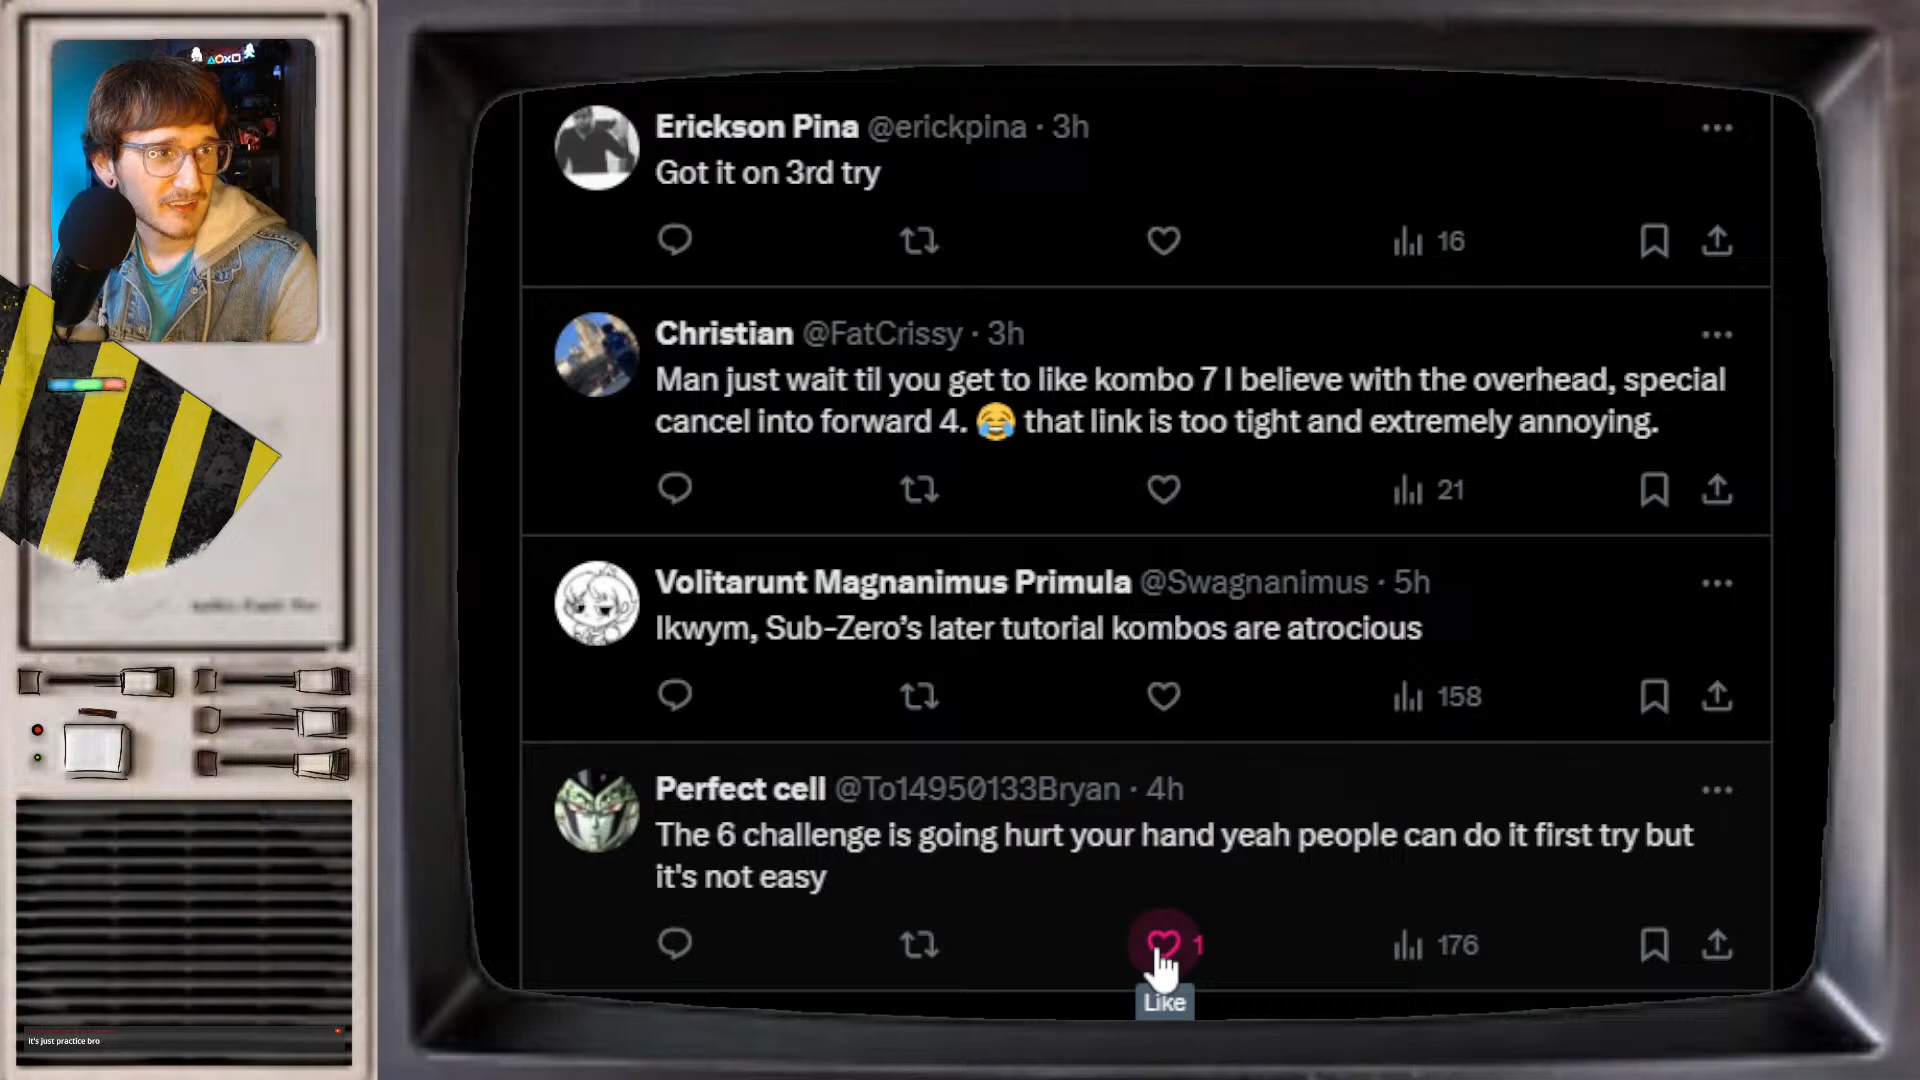 Erickson Pina @erickpina · 3h
Got it on 3rd try
16
Christian @FatCrissy · 3h
Man just wait til you get to like kombo 7 I believe with the overhead, special
cancel into forward 4. 😂 that link is too tight and extremely annoying.
21
Volitarunt Magnanimus Primula @Swagnanimus · 5h
Ikwym, Sub-Zero's later tutorial kombos are atrocious
158
Perfect cell @To14950133Bryan · 4h
The 6 challenge is going hurt your hand yeah people can do it first try but
it's not easy
1
176
Like
it's just practice bro